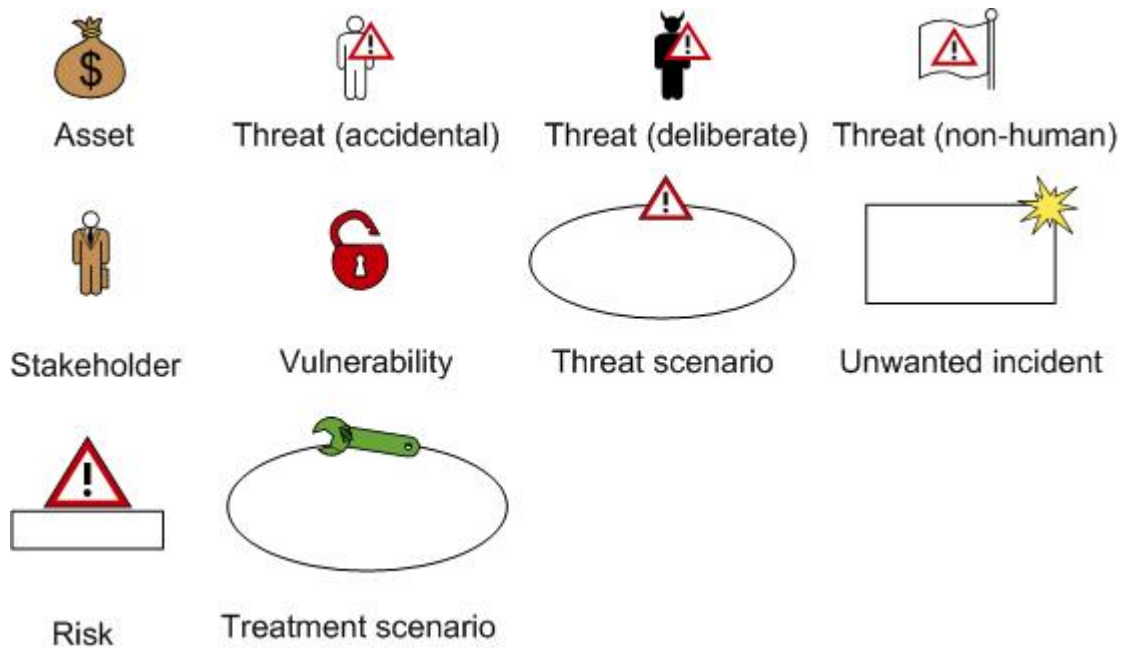 $
Asset
Threat (accidental)
Threat (deliberate)
Threat (non-human)
Stakeholder
Vulnerability
Threat scenario
Unwanted incident
Risk
Treatment scenario